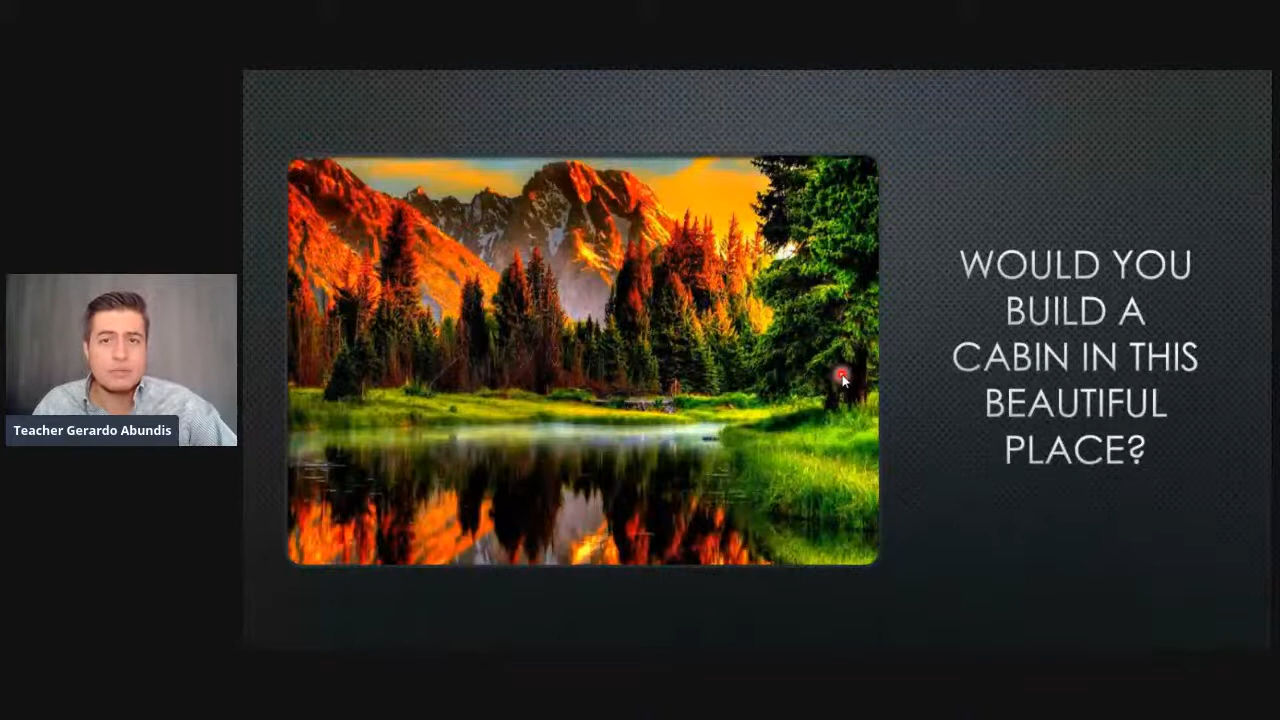 Teacher Gerardo Abundis
WOULD YOU
BUILD A
CABIN IN THIS
BEAUTIFUL
PLACE?